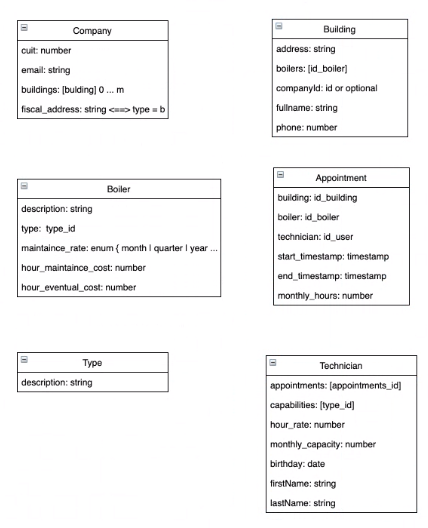 Company
cuit: number
email: string
buildings: [bulding] 0 ... m
fiscal_address: string <==> type = b
Building
address: string
boilers: [id_boiler]
companyId: id or optional
fullname: string
phone: number
Boiler
description: string
type: type_id
maintaince_rate: enum { month | quarter | year ...
hour_maintaince_cost: number
hour_eventual_cost: number
Appointment
building: id_building
boiler: id_boiler
technician: id_user
start_timestamp: timestamp
end_timestamp: timestamp
monthly_hours: number
Type
description: string
Technician
appointments: [appointments_id]
capabilities: [type_id]
hour_rate: number
monthly_capacity: number
birthday: date
firstName: string
lastName: string